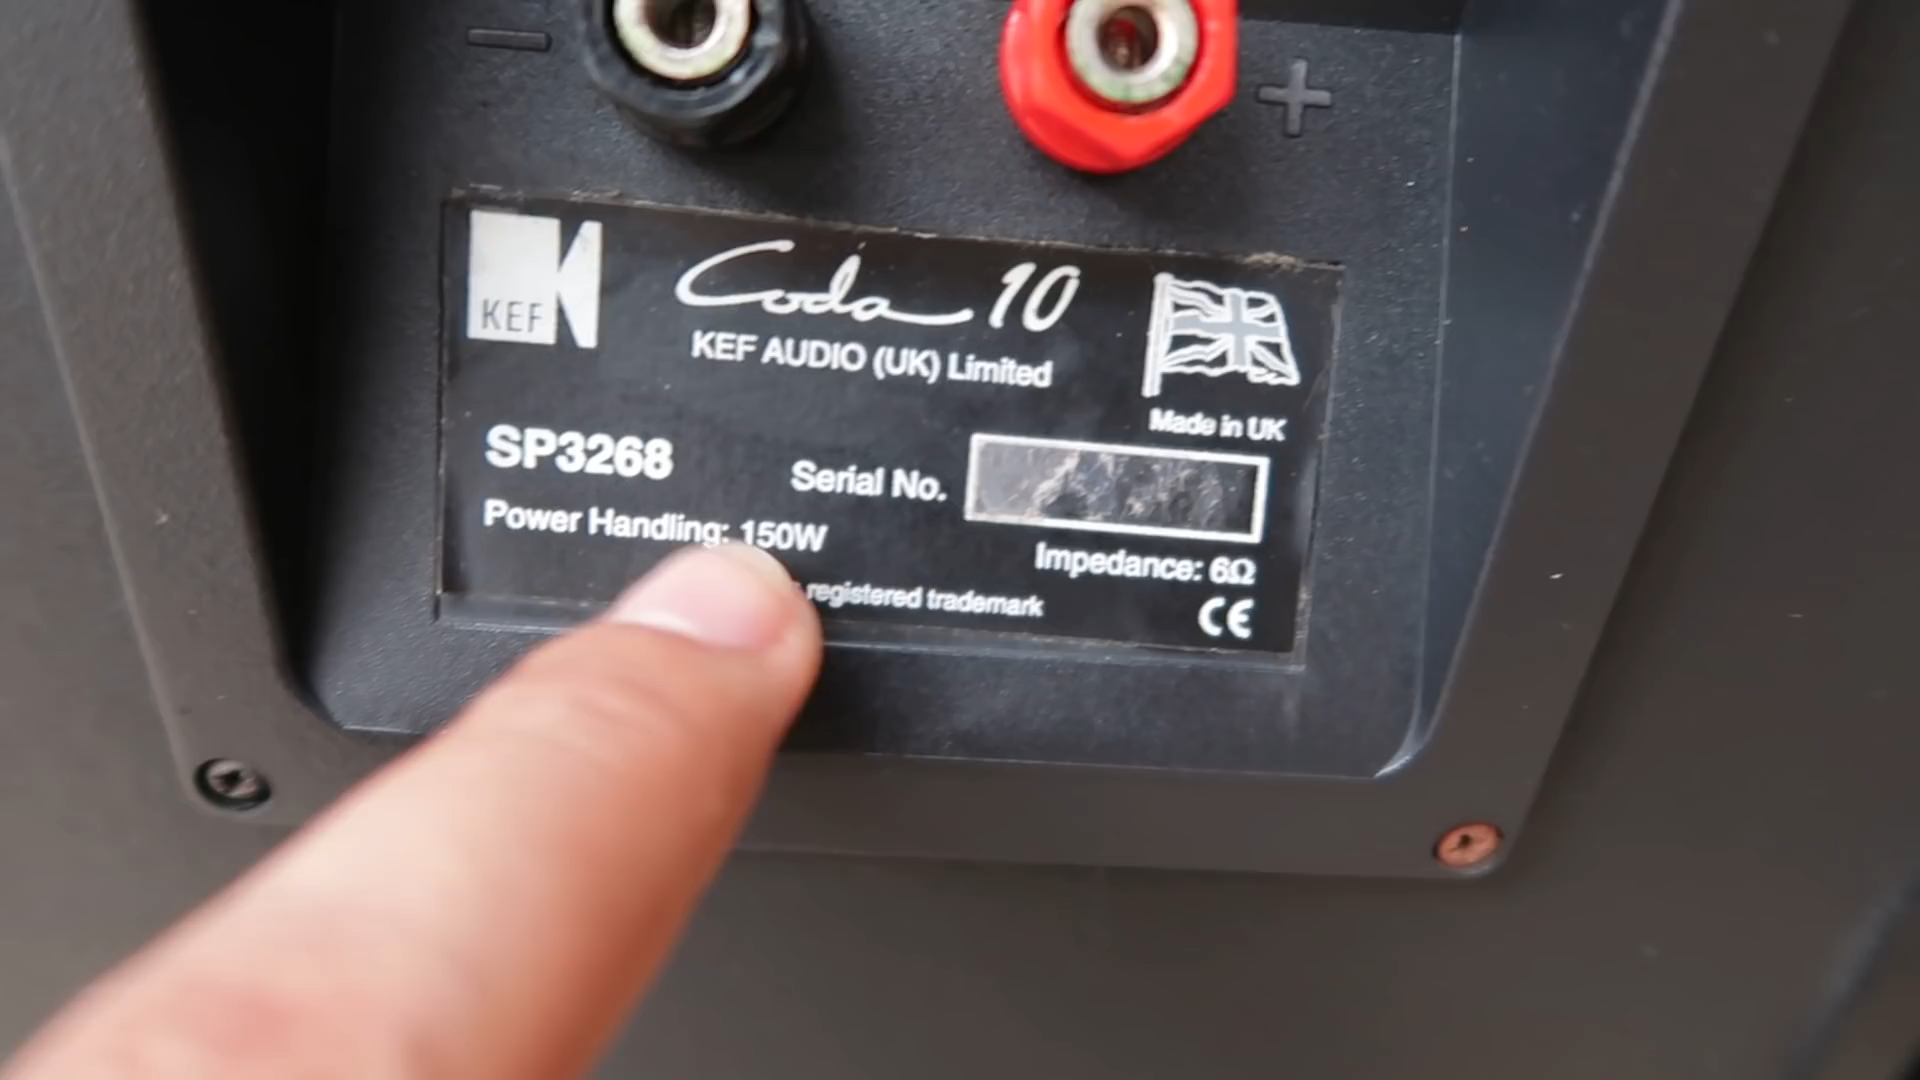 − +
KEF
Coda 10
KEF AUDIO (UK) Limited
Made in UK
SP3268
Serial No.
Power Handling: 150W
Impedance: 6Ω
registered trademark
CE